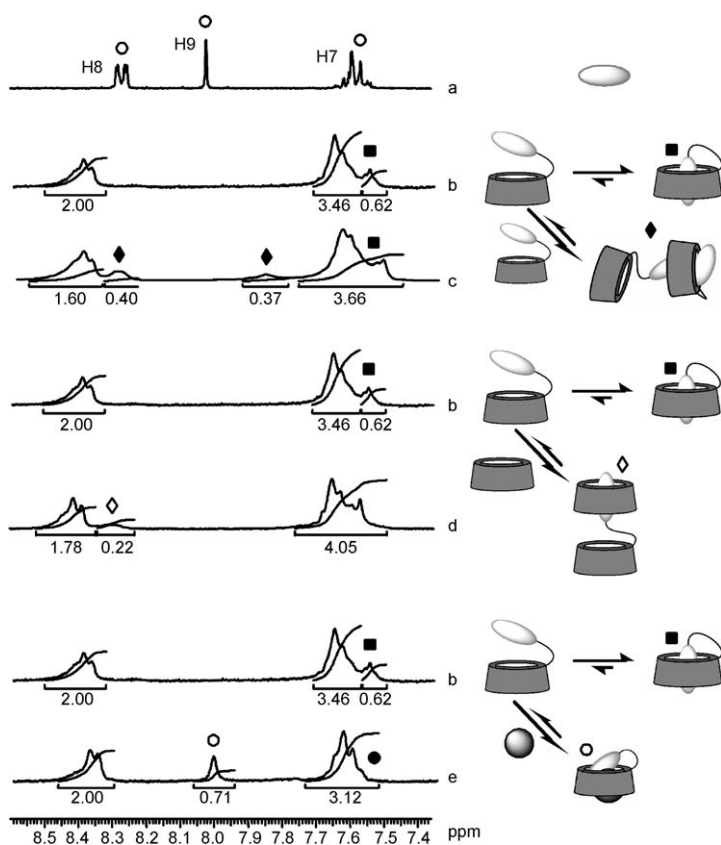 H8 H9 H7
a
b
2.00 3.46 0.62
c
1.60 0.40 0.37 3.66
b
2.00 3.46 0.62
d
1.78 0.22 4.05
b
2.00 3.46 0.62
e
2.00 0.71 3.12
8.5 8.4 8.3 8.2 8.1 8.0 7.9 7.8 7.7 7.6 7.5 7.4 ppm